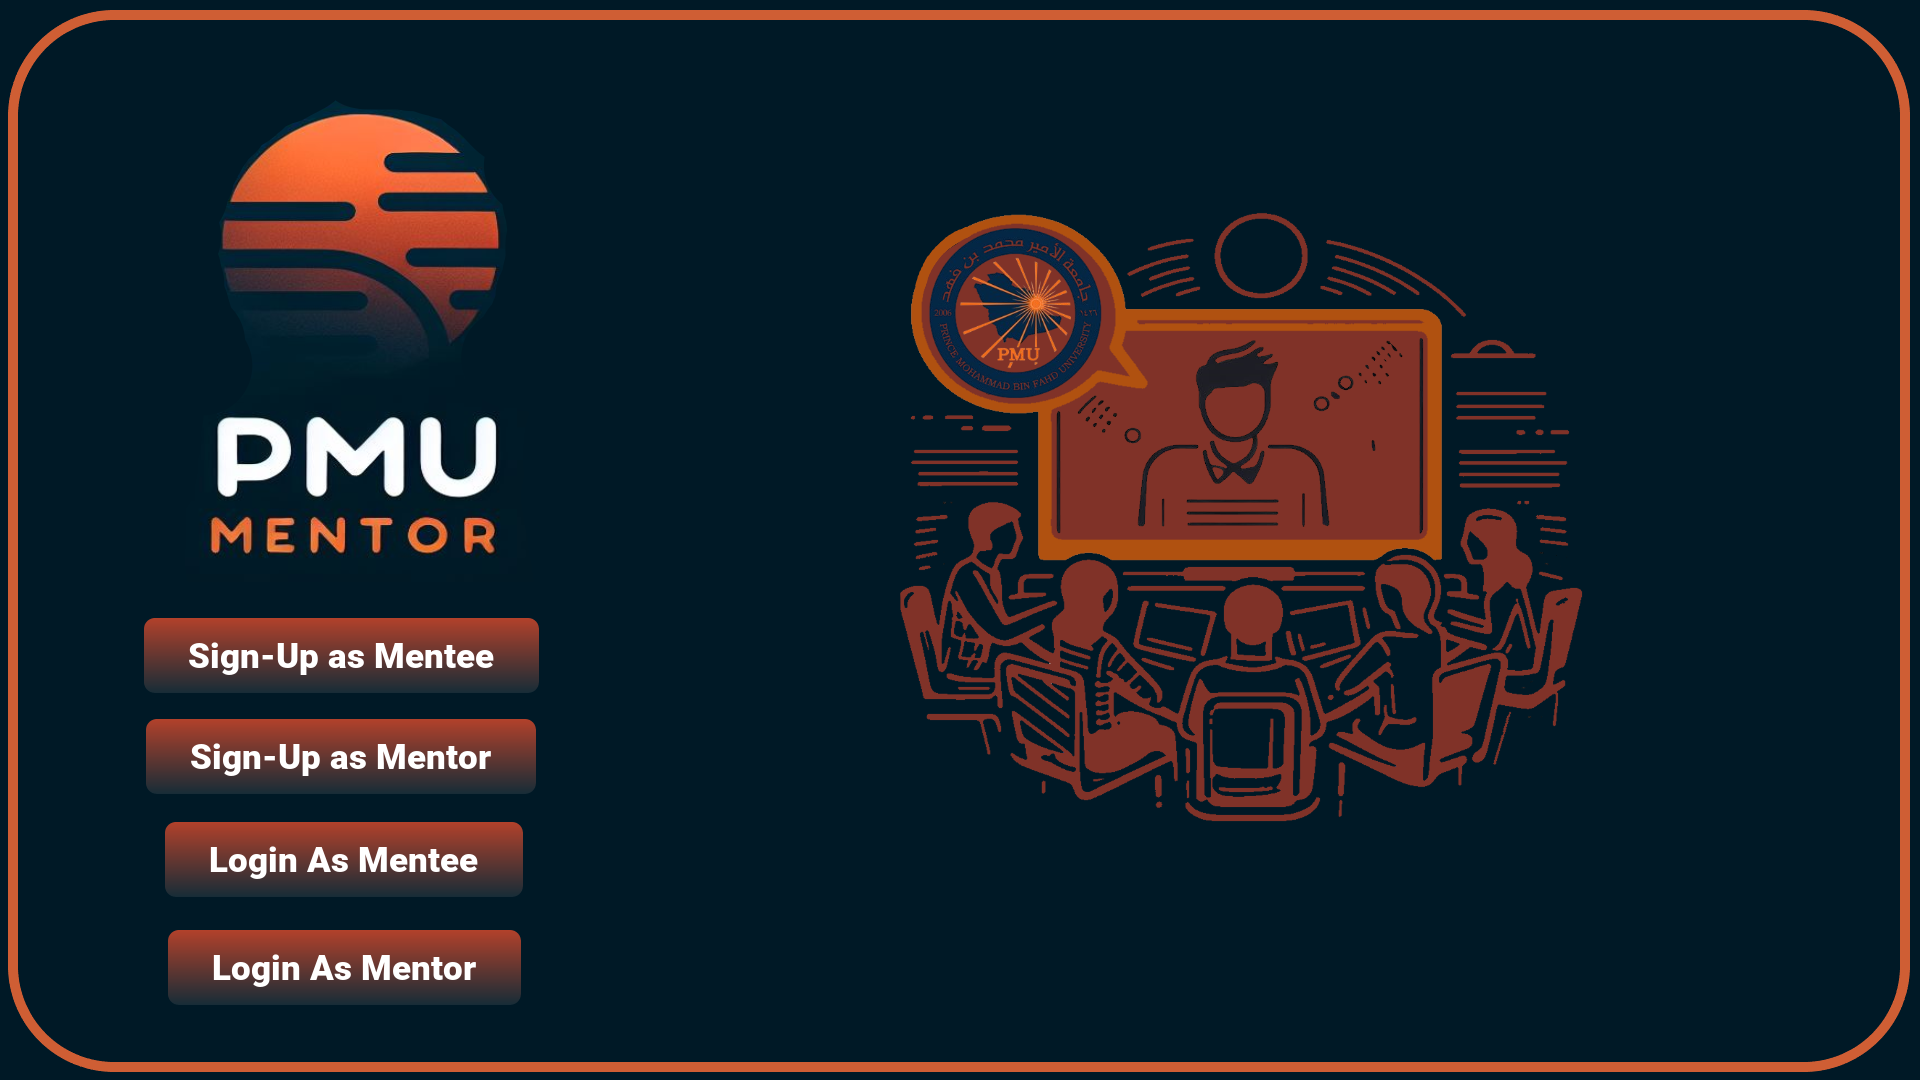 PMU
MENTOR
Sign-Up as Mentee
Sign-Up as Mentor
Login As Mentee
Login As Mentor
جامعة الأمير محمد بن فهد
2006
PMU
PRINCE MOHAMMAD BIN FAHD UNIVERSITY